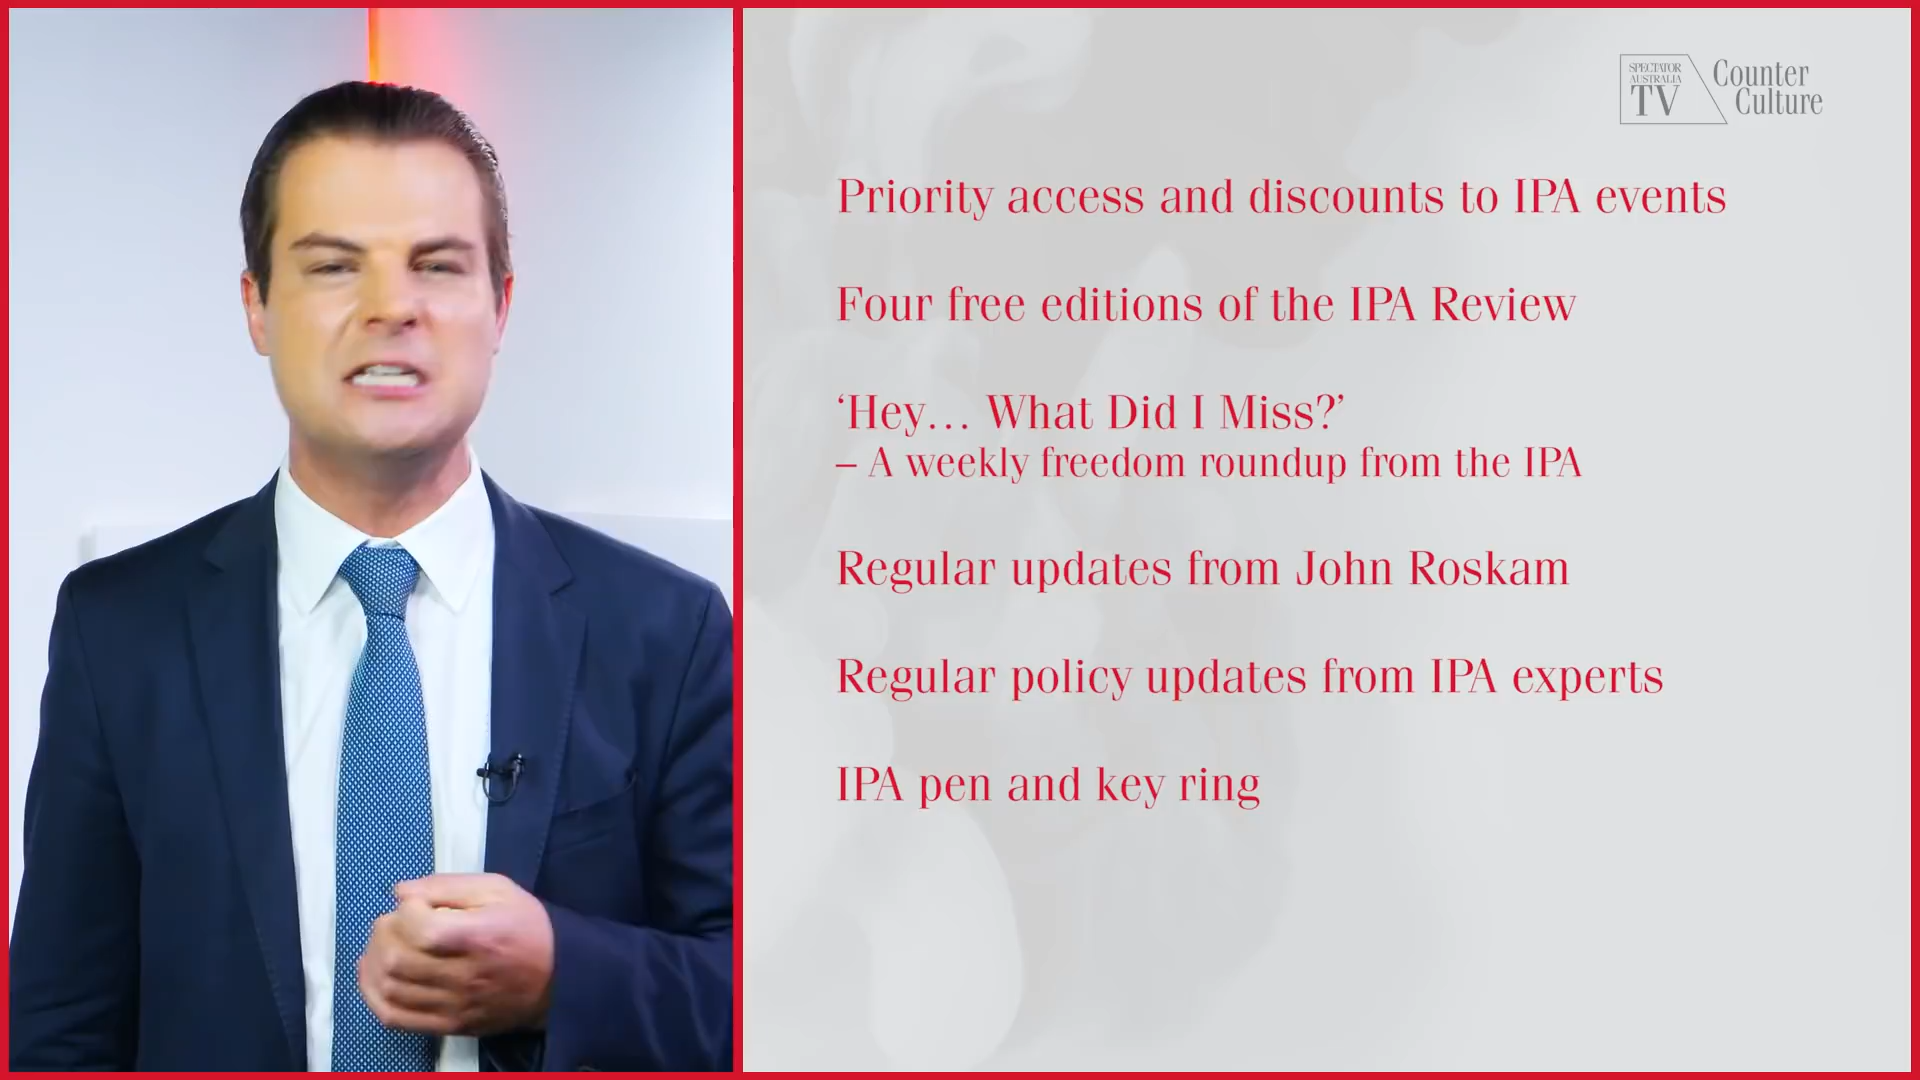 SPECTATOR
AUSTRALIA
TV
Counter
Culture
Priority access and discounts to IPA events
Four free editions of the IPA Review
‘Hey… What Did I Miss?’
– A weekly freedom roundup from the IPA
Regular updates from John Roskam
Regular policy updates from IPA experts
IPA pen and key ring